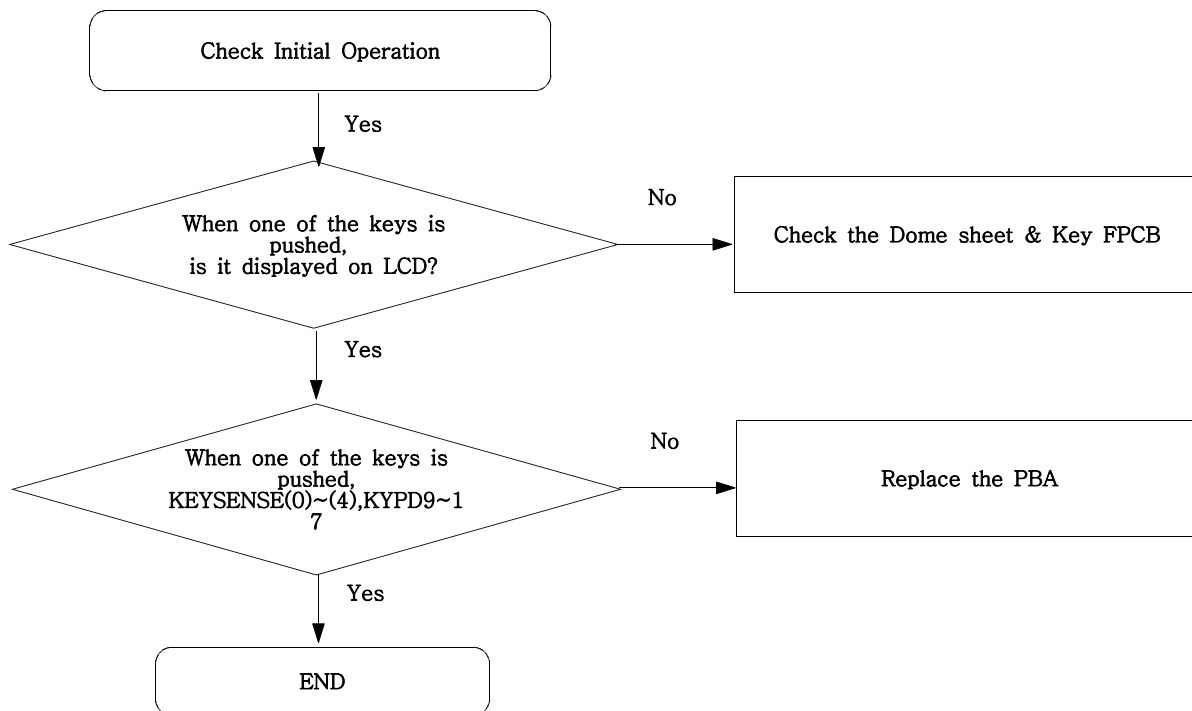 Check Initial Operation
Yes
When one of the keys is
pushed,
is it displayed on LCD?
No
Check the Dome sheet & Key FPCB
Yes
When one of the keys is
pushed,
KEYSENSE(0)~(4),KYPD9~1
7
No
Replace the PBA
Yes
END